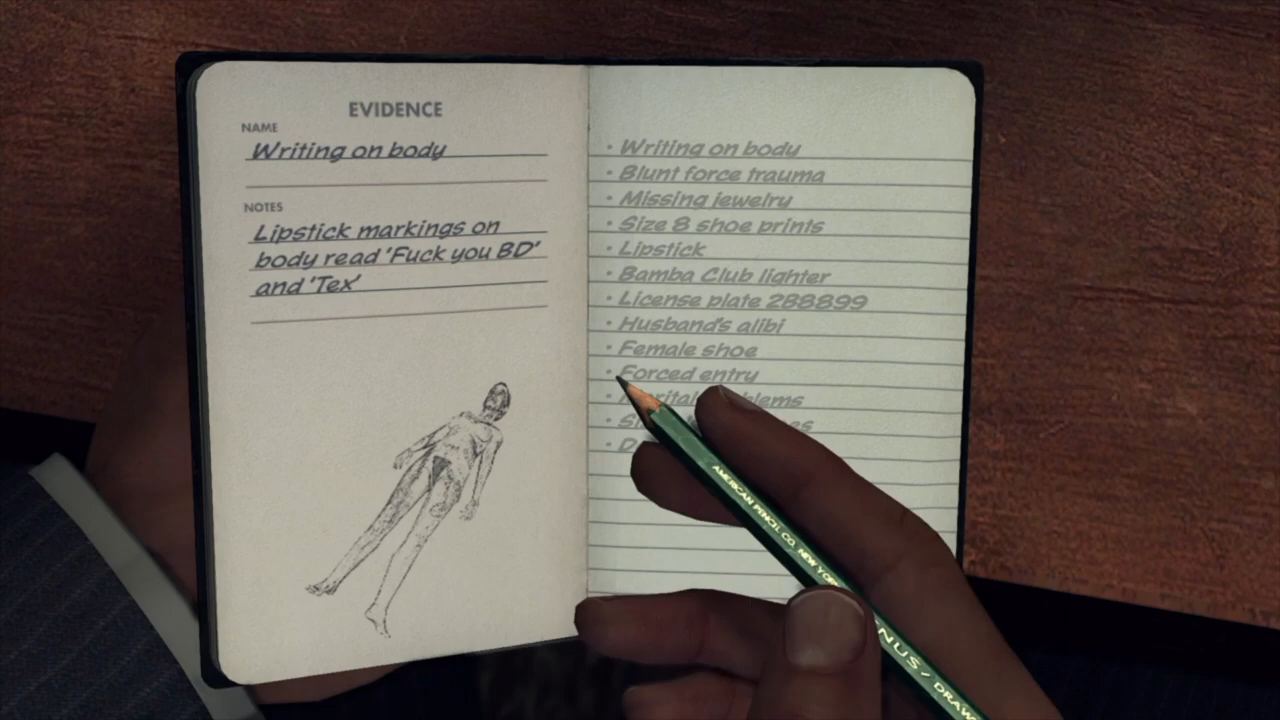 EVIDENCE
NAME
Writing on body
NOTES
Lipstick markings on
body read 'Fuck you BD'
and 'Tex'
• Writing on body
• Blunt force trauma
• Missing jewelry
• Size 8 shoe prints
• Lipstick
• Bamba Club lighter
• License plate 2B8899
• Husband's alibi
• Female shoe
• Forced entry
AMERICAN PENCIL CO. NEW YORK